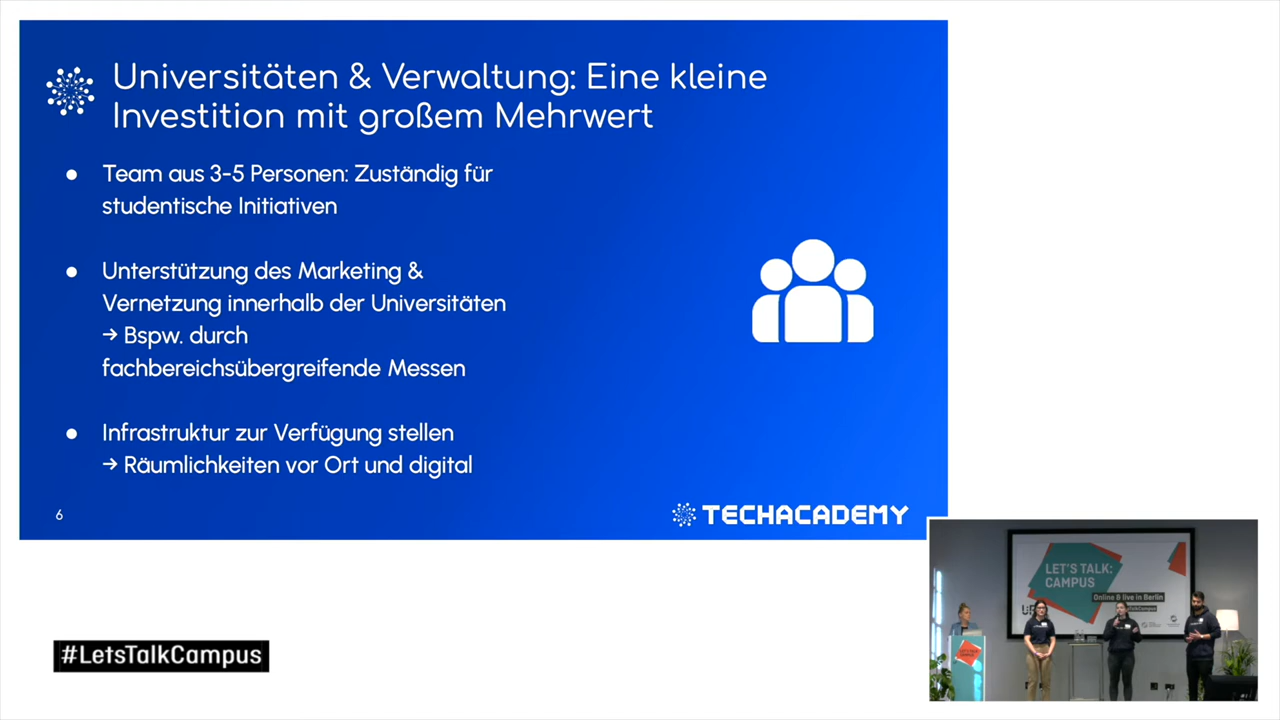 Universitäten & Verwaltung: Eine kleine
Investition mit großem Mehrwert
● Team aus 3-5 Personen: Zuständig für
studentische Initiativen
● Unterstützung des Marketing &
Vernetzung innerhalb der Universitäten
→ Bspw. durch
fachbereichsübergreifende Messen
● Infrastruktur zur Verfügung stellen
→ Räumlichkeiten vor Ort und digital
6
TECHACADEMY
LET'S TALK:
CAMPUS
Online & live in Berlin
#LetsTalkCampus